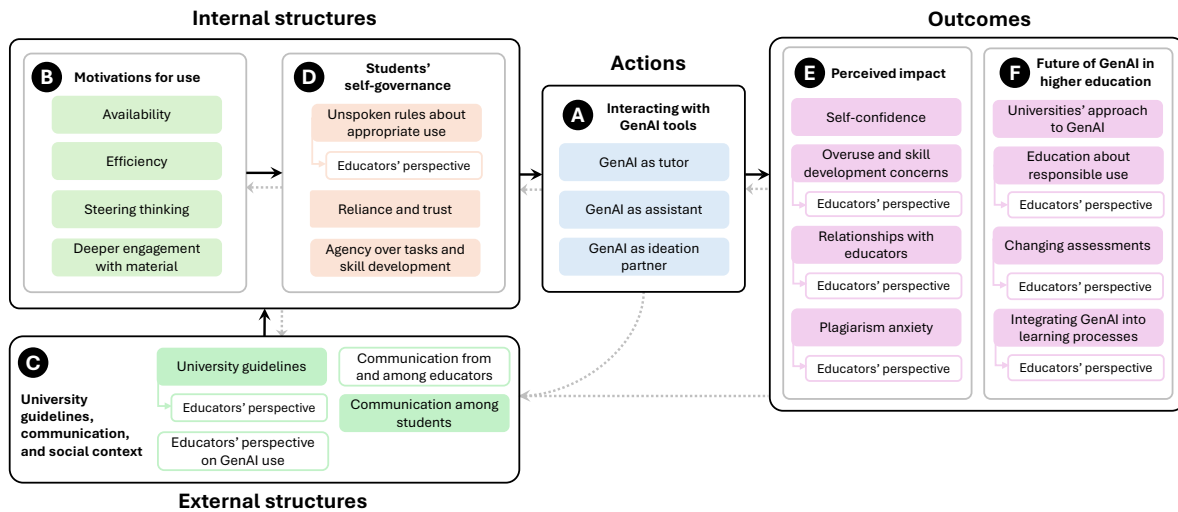 Internal structures
B
Motivations for use
Availability
Efficiency
Steering thinking
Deeper engagement
with material
D
Students'
self-governance
Unspoken rules about
appropriate use
Educators' perspective
Reliance and trust
Agency over tasks and
skill development
Actions
A
Interacting with
GenAI tools
GenAI as tutor
GenAI as assistant
GenAI as ideation
partner
Outcomes
E
Perceived impact
Self-confidence
Overuse and skill
development concerns
Educators' perspective
Relationships with
educators
Educators' perspective
Plagiarism anxiety
Educators' perspective
F
Future of GenAI in
higher education
Universities' approach
to GenAI
Education about
responsible use
Educators' perspective
Changing assessments
Educators' perspective
Integrating GenAI into
learning processes
Educators' perspective
C
University
guidelines,
communication,
and social context
University guidelines
Educators' perspective
Educators' perspective
on GenAI use
Communication from
and among educators
Communication among
students
External structures